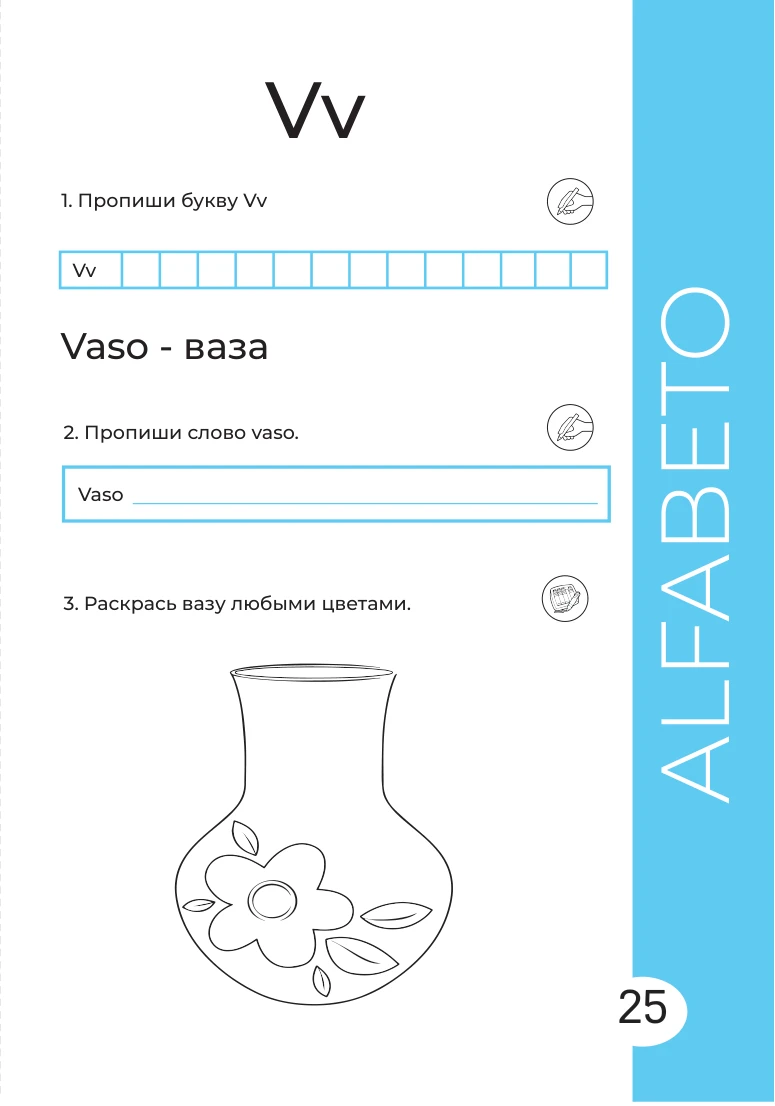 Vv
1. Пропиши букву Vv
Vv
Vaso - ваза
2. Пропиши слово vaso.
Vaso
3. Раскрась вазу любыми цветами.
ALFABETO
25